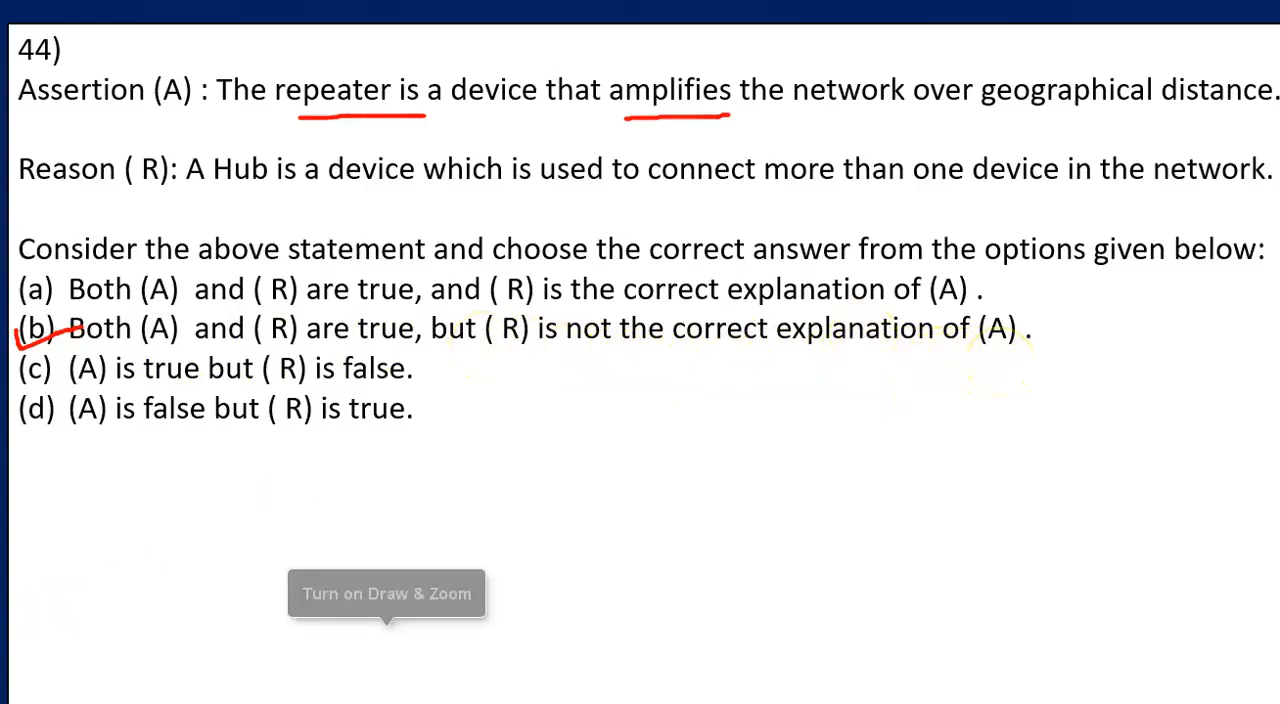 44)
Assertion (A) : The repeater is a device that amplifies the network over geographical distance.
Reason ( R): A Hub is a device which is used to connect more than one device in the network.
Consider the above statement and choose the correct answer from the options given below:
(a) Both (A) and ( R) are true, and ( R) is the correct explanation of (A) .
(b) Both (A) and ( R) are true, but ( R) is not the correct explanation of (A) .
(c) (A) is true but ( R) is false.
(d) (A) is false but ( R) is true.
Turn on Draw & Zoom